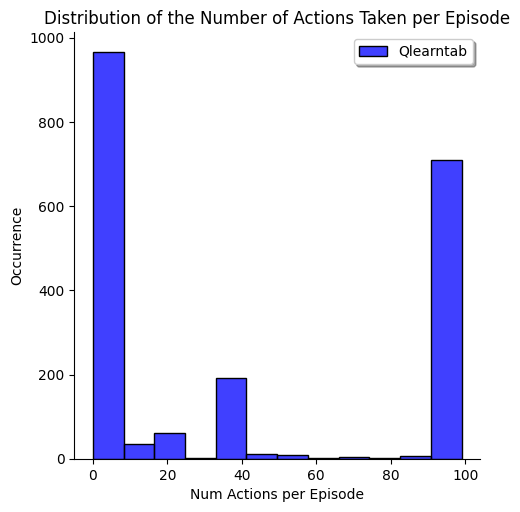 Distribution of the Number of Actions Taken per Episode
Qlearntab
1000
800
600
400
200
0
Occurrence
0 20 40 60 80 100
Num Actions per Episode